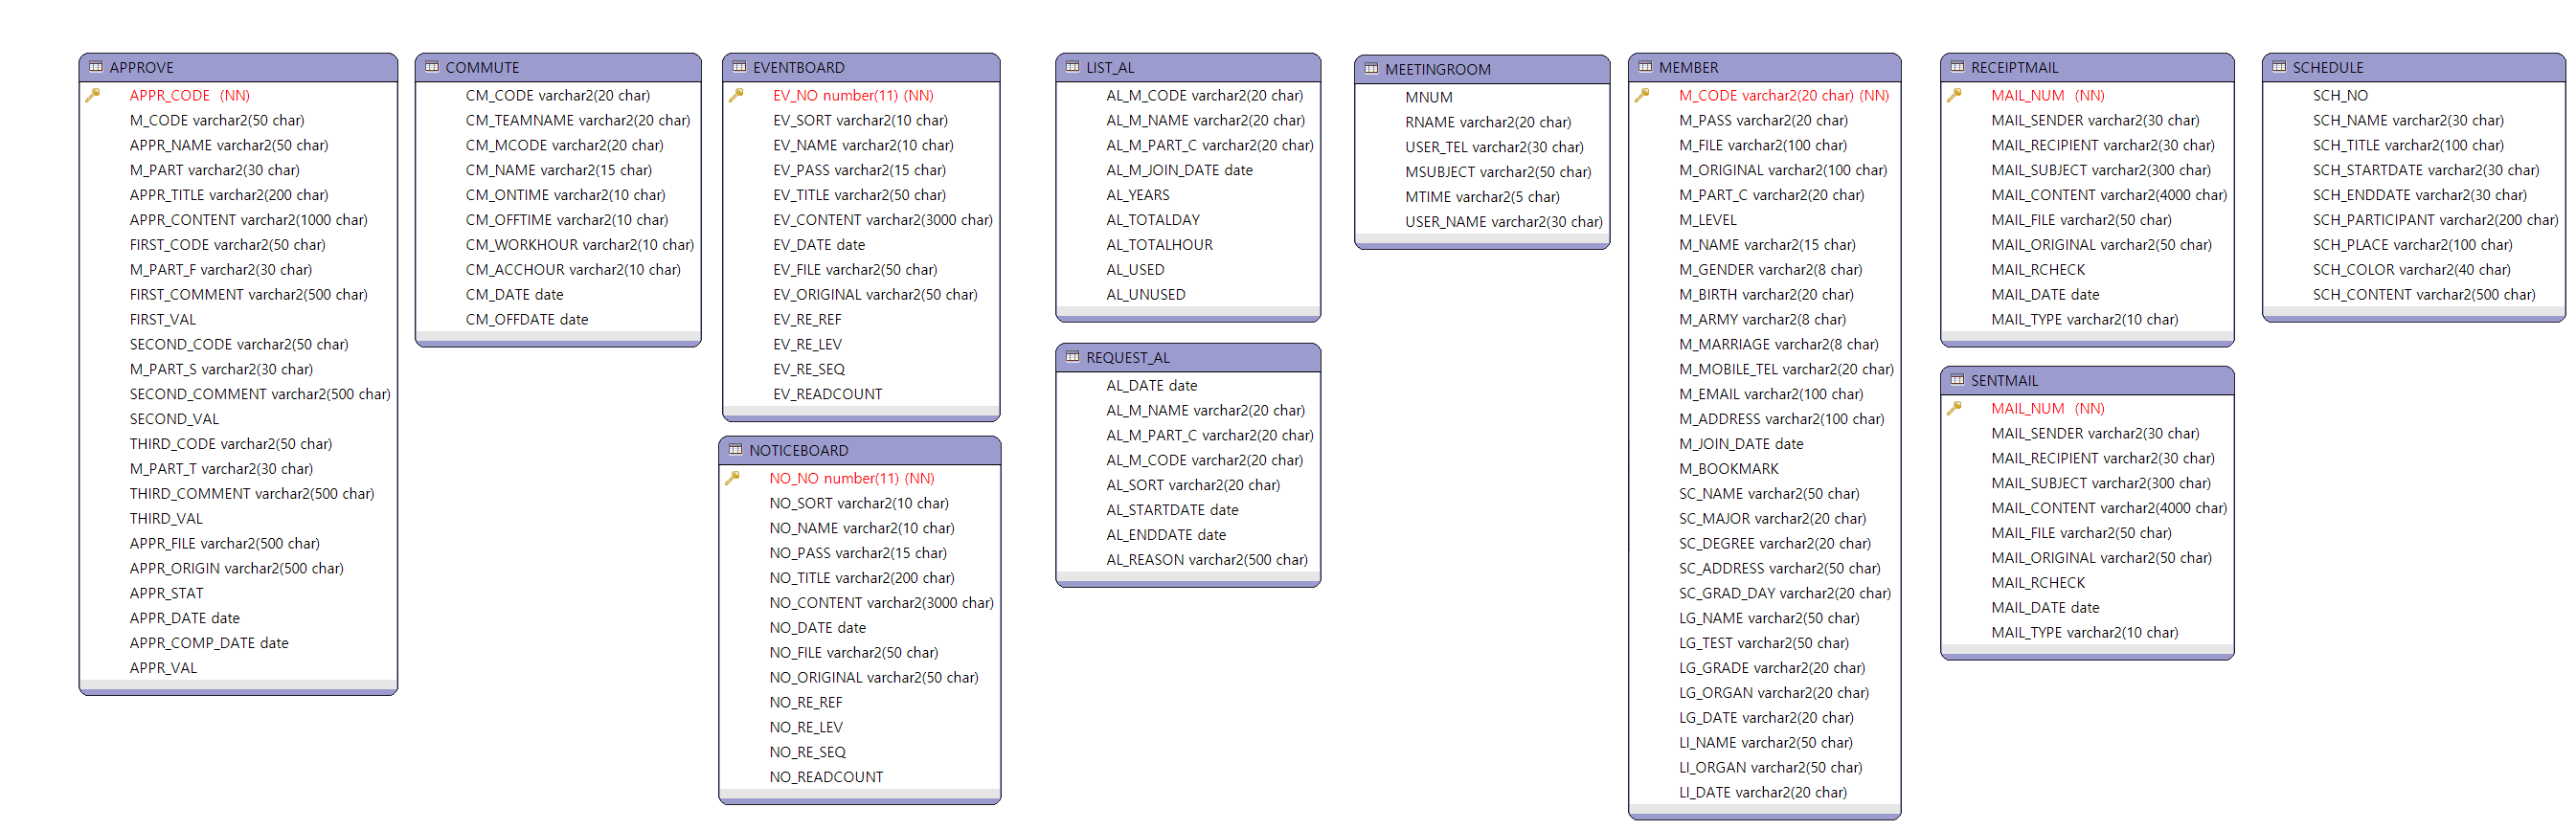 APPROVE
APPR_CODE (NN)
M_CODE varchar2(50 char)
APPR_NAME varchar2(50 char)
M_PART varchar2(30 char)
APPR_TITLE varchar2(200 char)
APPR_CONTENT varchar2(1000 char)
FIRST_CODE varchar2(50 char)
M_PART_F varchar2(30 char)
FIRST_COMMENT varchar2(500 char)
FIRST_VAL
SECOND_CODE varchar2(50 char)
M_PART_S varchar2(30 char)
SECOND_COMMENT varchar2(500 char)
SECOND_VAL
THIRD_CODE varchar2(50 char)
M_PART_T varchar2(30 char)
THIRD_COMMENT varchar2(500 char)
THIRD_VAL
APPR_FILE varchar2(500 char)
APPR_ORIGIN varchar2(500 char)
APPR_STAT
APPR_DATE date
APPR_COMP_DATE date
APPR_VAL
COMMUTE
CM_CODE varchar2(20 char)
CM_TEAMNAME varchar2(20 char)
CM_MCODE varchar2(20 char)
CM_NAME varchar2(15 char)
CM_ONTIME varchar2(10 char)
CM_OFFTIME varchar2(10 char)
CM_WORKHOUR varchar2(10 char)
CM_ACCHOUR varchar2(10 char)
CM_DATE date
CM_OFFDATE date
EVENTBOARD
EV_NO number(11) (NN)
EV_SORT varchar2(10 char)
EV_NAME varchar2(10 char)
EV_PASS varchar2(15 char)
EV_TITLE varchar2(50 char)
EV_CONTENT varchar2(3000 char)
EV_DATE date
EV_FILE varchar2(50 char)
EV_ORIGINAL varchar2(50 char)
EV_RE_REF
EV_RE_LEV
EV_RE_SEQ
EV_READCOUNT
NOTICEBOARD
NO_NO number(11) (NN)
NO_SORT varchar2(10 char)
NO_NAME varchar2(10 char)
NO_PASS varchar2(15 char)
NO_TITLE varchar2(200 char)
NO_CONTENT varchar2(3000 char)
NO_DATE date
NO_FILE varchar2(50 char)
NO_ORIGINAL varchar2(50 char)
NO_RE_REF
NO_RE_LEV
NO_RE_SEQ
NO_READCOUNT
LIST_AL
AL_M_CODE varchar2(20 char)
AL_M_NAME varchar2(20 char)
AL_M_PART_C varchar2(20 char)
AL_M_JOIN_DATE date
AL_YEARS
AL_TOTALDAY
AL_TOTALHOUR
AL_USED
AL_UNUSED
REQUEST_AL
AL_DATE date
AL_M_NAME varchar2(20 char)
AL_M_PART_C varchar2(20 char)
AL_M_CODE varchar2(20 char)
AL_SORT varchar2(20 char)
AL_STARTDATE date
AL_ENDDATE date
AL_REASON varchar2(500 char)
MEETINGROOM
MNUM
RNAME varchar2(20 char)
USER_TEL varchar2(30 char)
MSUBJECT varchar2(50 char)
MTIME varchar2(5 char)
USER_NAME varchar2(30 char)
MEMBER
M_CODE varchar2(20 char) (NN)
M_PASS varchar2(20 char)
M_FILE varchar2(100 char)
M_ORIGINAL varchar2(100 char)
M_PART_C varchar2(20 char)
M_LEVEL
M_NAME varchar2(15 char)
M_GENDER varchar2(8 char)
M_BIRTH varchar2(20 char)
M_ARMY varchar2(8 char)
M_MARRIAGE varchar2(8 char)
M_MOBILE_TEL varchar2(20 char)
M_EMAIL varchar2(100 char)
M_ADDRESS varchar2(100 char)
M_JOIN_DATE date
M_BOOKMARK
SC_NAME varchar2(50 char)
SC_MAJOR varchar2(20 char)
SC_DEGREE varchar2(20 char)
SC_ADDRESS varchar2(50 char)
SC_GRAD_DAY varchar2(20 char)
LG_NAME varchar2(50 char)
LG_TEST varchar2(50 char)
LG_GRADE varchar2(20 char)
LG_ORGAN varchar2(20 char)
LG_DATE varchar2(20 char)
LI_NAME varchar2(50 char)
LI_ORGAN varchar2(50 char)
LI_DATE varchar2(20 char)
RECEIPTMAIL
MAIL_NUM (NN)
MAIL_SENDER varchar2(30 char)
MAIL_RECIPIENT varchar2(30 char)
MAIL_SUBJECT varchar2(300 char)
MAIL_CONTENT varchar2(4000 char)
MAIL_FILE varchar2(50 char)
MAIL_ORIGINAL varchar2(50 char)
MAIL_RCHECK
MAIL_DATE date
MAIL_TYPE varchar2(10 char)
SENTMAIL
MAIL_NUM (NN)
MAIL_SENDER varchar2(30 char)
MAIL_RECIPIENT varchar2(30 char)
MAIL_SUBJECT varchar2(300 char)
MAIL_CONTENT varchar2(4000 char)
MAIL_FILE varchar2(50 char)
MAIL_ORIGINAL varchar2(50 char)
MAIL_RCHECK
MAIL_DATE date
MAIL_TYPE varchar2(10 char)
SCHEDULE
SCH_NO
SCH_NAME varchar2(30 char)
SCH_TITLE varchar2(100 char)
SCH_STARTDATE varchar2(30 char)
SCH_ENDDATE varchar2(30 char)
SCH_PARTICIPANT varchar2(200 char)
SCH_PLACE varchar2(100 char)
SCH_COLOR varchar2(40 char)
SCH_CONTENT varchar2(500 char)